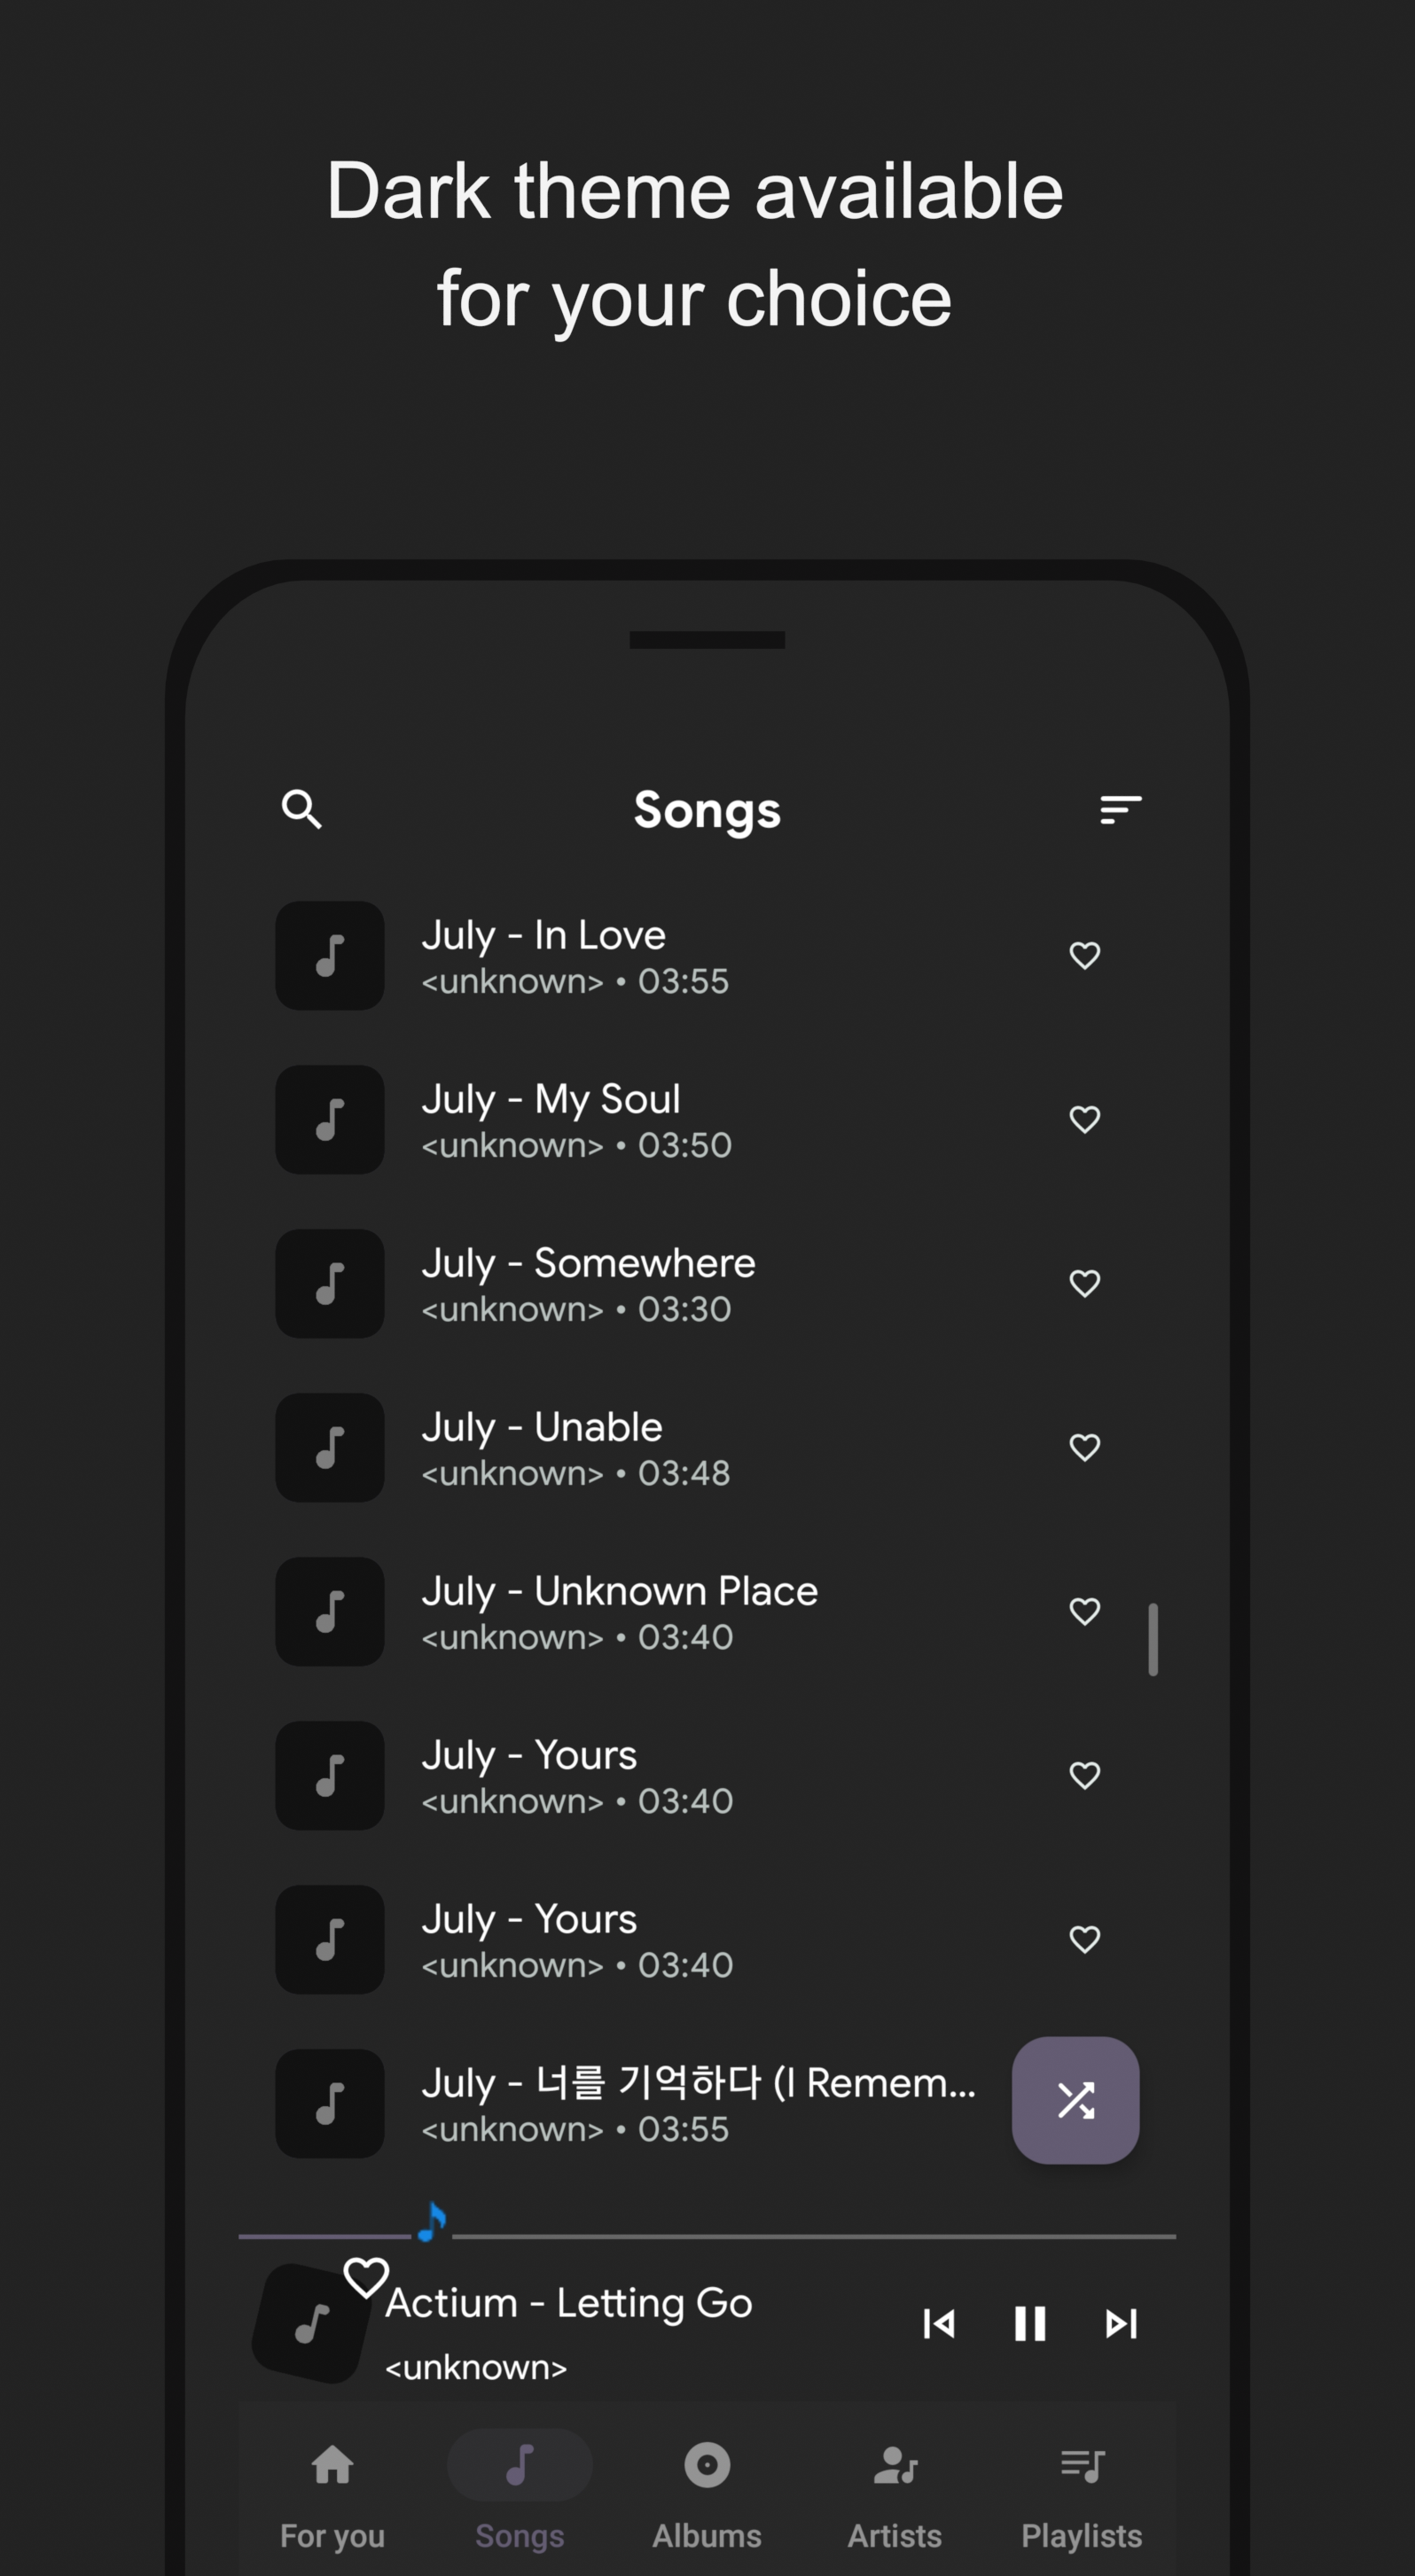 Dark theme available
for your choice
Songs
July - In Love
<unknown> • 03:55
July - My Soul
<unknown> • 03:50
July - Somewhere
<unknown> • 03:30
July - Unable
<unknown> • 03:48
July - Unknown Place
<unknown> • 03:40
July - Yours
<unknown> • 03:40
July - Yours
<unknown> • 03:40
July - 너를 기억하다 (I Remem...
<unknown> • 03:55
Actium - Letting Go
<unknown>
For you Songs Albums Artists Playlists